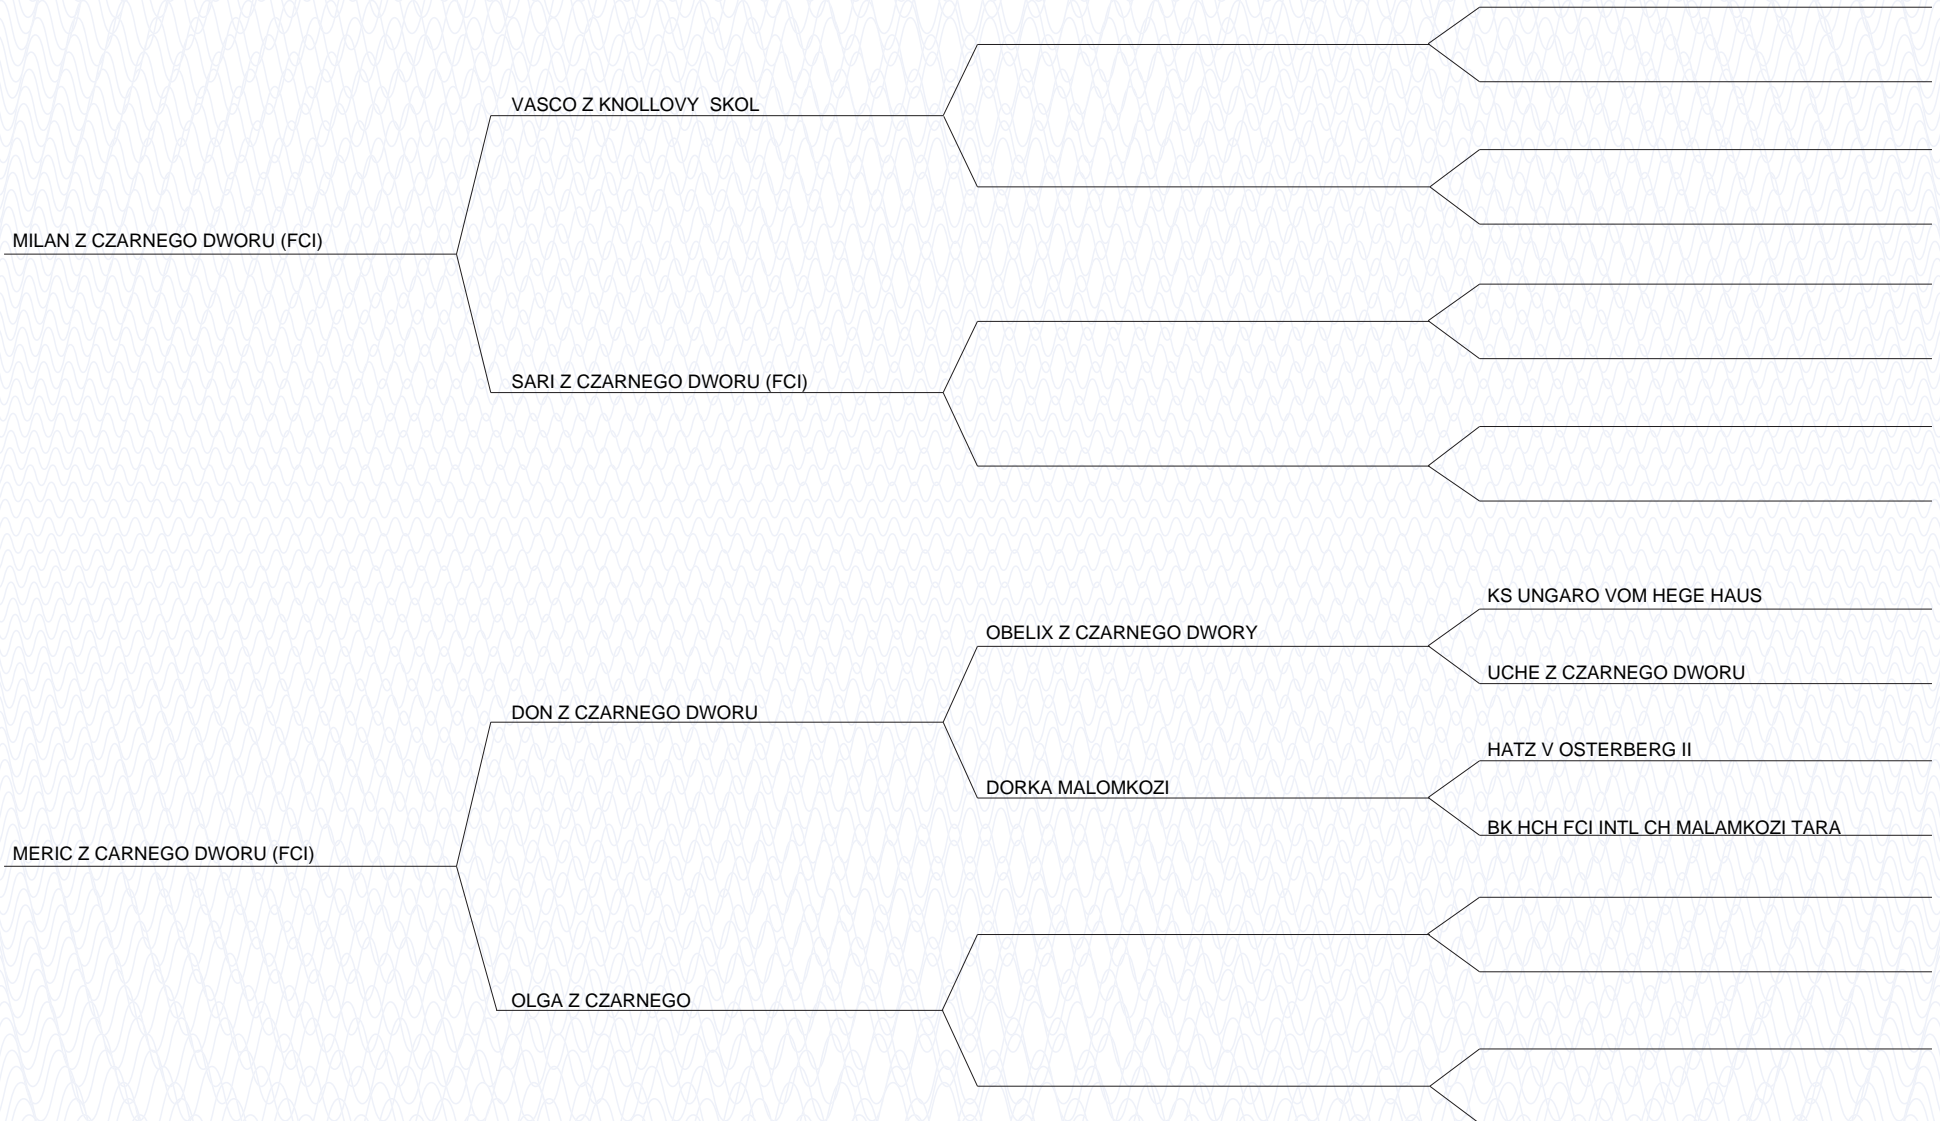 VASCO Z KNOLLOVY  SKOL
MILAN Z CZARNEGO DWORU (FCI)
SARI Z CZARNEGO DWORU (FCI)
KS UNGARO VOM HEGE HAUS
OBELIX Z CZARNEGO DWORY
UCHE Z CZARNEGO DWORU
DON Z CZARNEGO DWORU
HATZ V OSTERBERG II
DORKA MALOMKOZI
BK HCH FCI INTL CH MALAMKOZI TARA
MERIC Z CARNEGO DWORU (FCI)
OLGA Z CZARNEGO